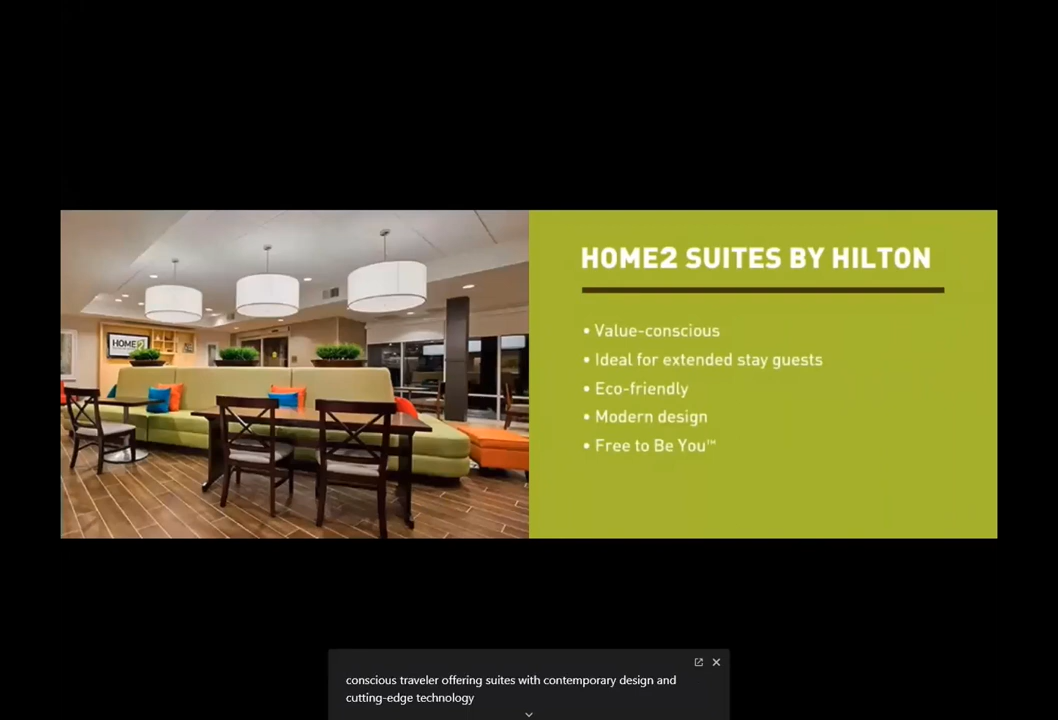 HOME2 SUITES BY HILTON
HOME2
• Value-conscious
• Ideal for extended stay guests
• Eco-friendly
• Modern design
• Free to Be You™
conscious traveler offering suites with contemporary design and
cutting-edge technology